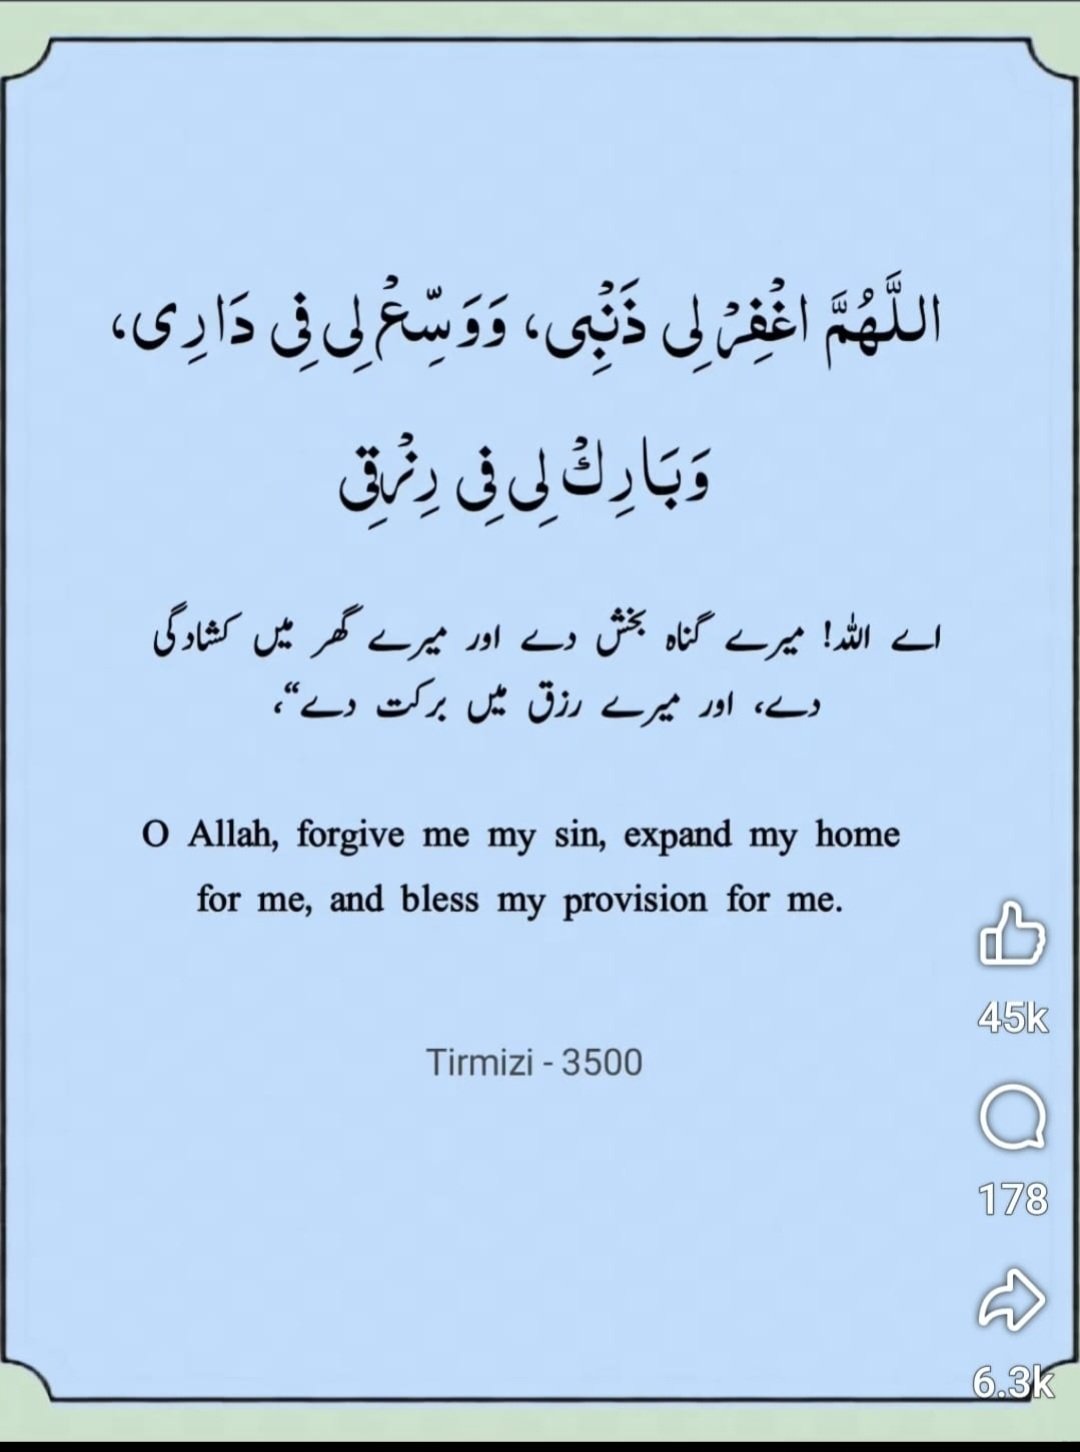 اللَّهُمَّ اغْفِرْ لِی ذَنْبِی، وَوَسِّعْ لِی فِی دَارِی،
وَبَارِكْ لِی فِی رِزْقِی
اے اللہ! میرے گناہ بخش دے اور میرے گھر میں کشادگی
دے، اور میرے رزق میں برکت دے“،
O Allah, forgive me my sin, expand my home
for me, and bless my provision for me.
Tirmizi - 3500
45k
178
6.3k